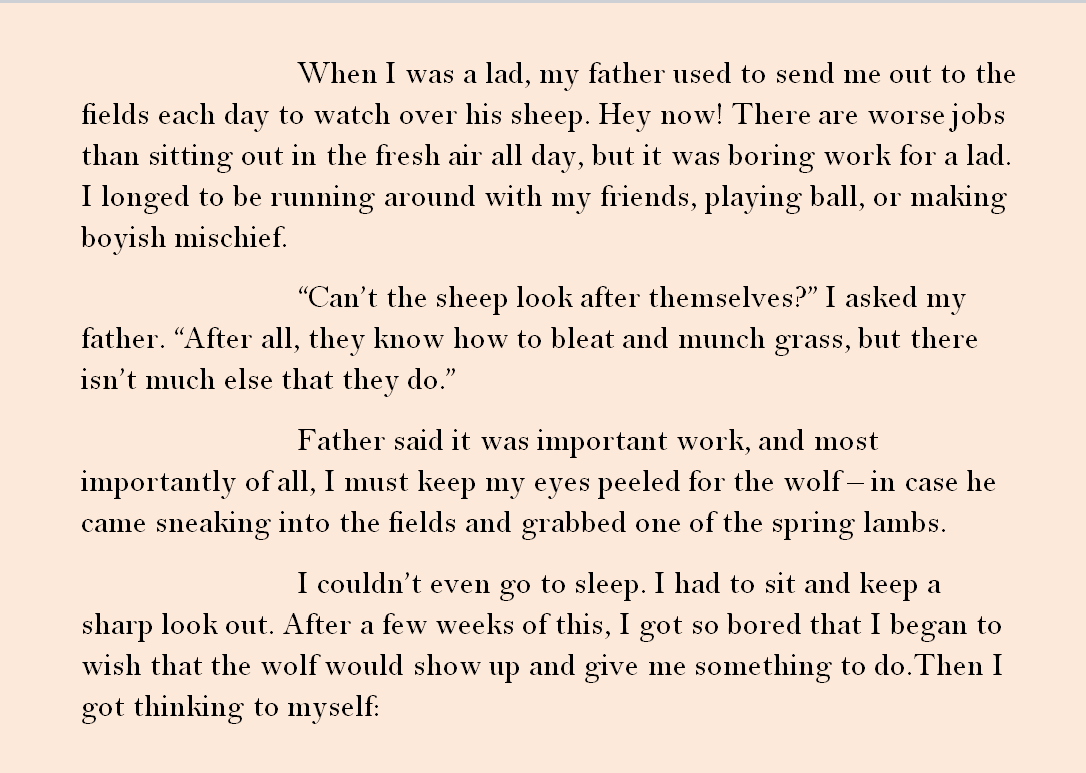 When I was a lad, my father used to send me out to the
fields each day to watch over his sheep. Hey now! There are worse jobs
than sitting out in the fresh air all day, but it was boring work for a lad.
I longed to be running around with my friends, playing ball, or making
boyish mischief.
“Can’t the sheep look after themselves?” I asked my
father. “After all, they know how to bleat and munch grass, but there
isn’t much else that they do.”
Father said it was important work, and most
importantly of all, I must keep my eyes peeled for the wolf – in case he
came sneaking into the fields and grabbed one of the spring lambs.
I couldn’t even go to sleep. I had to sit and keep a
sharp look out. After a few weeks of this, I got so bored that I began to
wish that the wolf would show up and give me something to do.Then I
got thinking to myself: